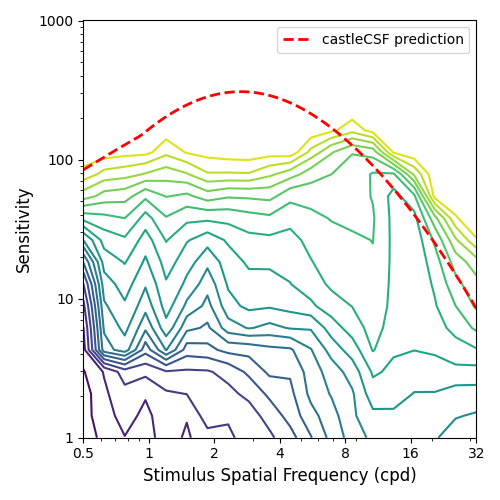 1000
castleCSF prediction
100
Sensitivity
10
1
0.5 1 2 4 8 16 32
Stimulus Spatial Frequency (cpd)